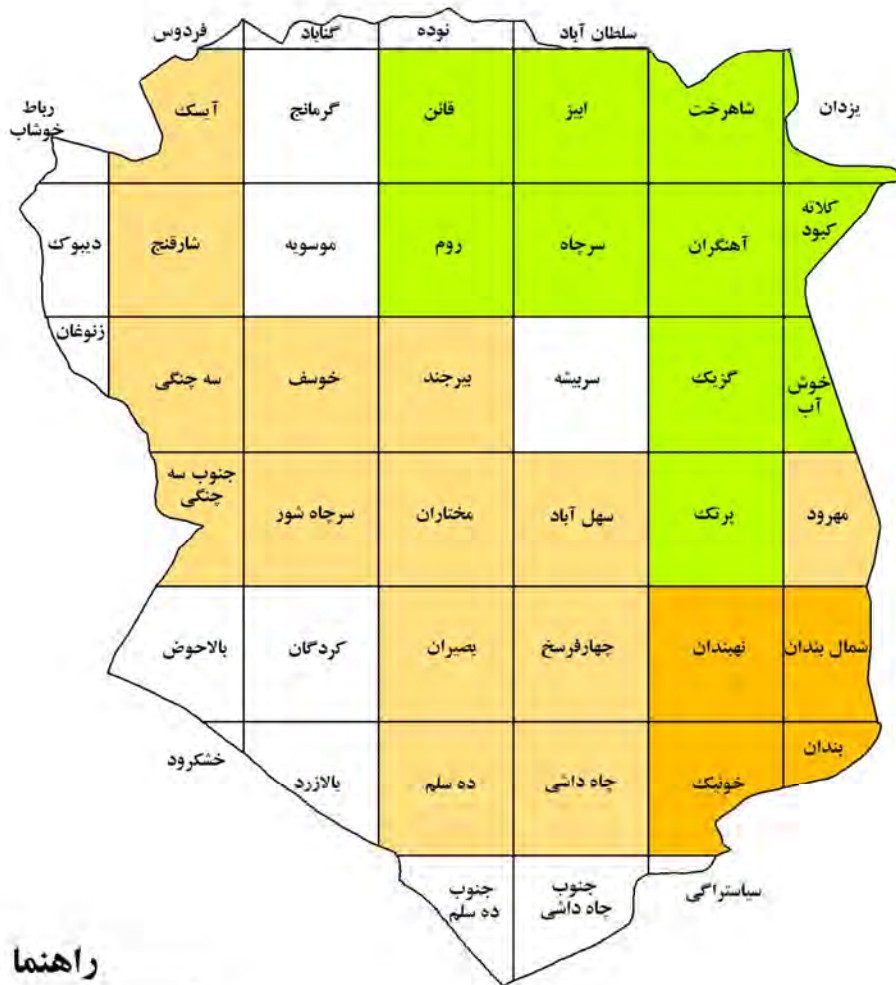 فردوس گناباد نوده سلطان آباد
رباط
خوشاب
آیسک گرمانج قائن ابیز شاهرخت یزدان
دیبوک شارقنج موسویه روم سرچاه آهنگران کلاته
کبود
زنوغان سه چنگی خوسف بیرجند سربیشه گزیک خوش
آب
جنوب سه
چنگی
سرچاه شور مختاران سهل آباد پرتک مهرود
بالاحوض کردگان بصیران چهارفرسخ نهبندان شمال بندان
خشکرود بالازرد ده سلم چاه داشی خونیک بندان
جنوب
ده سلم
جنوب
چاه داشی
سیاستراگی
راهنما